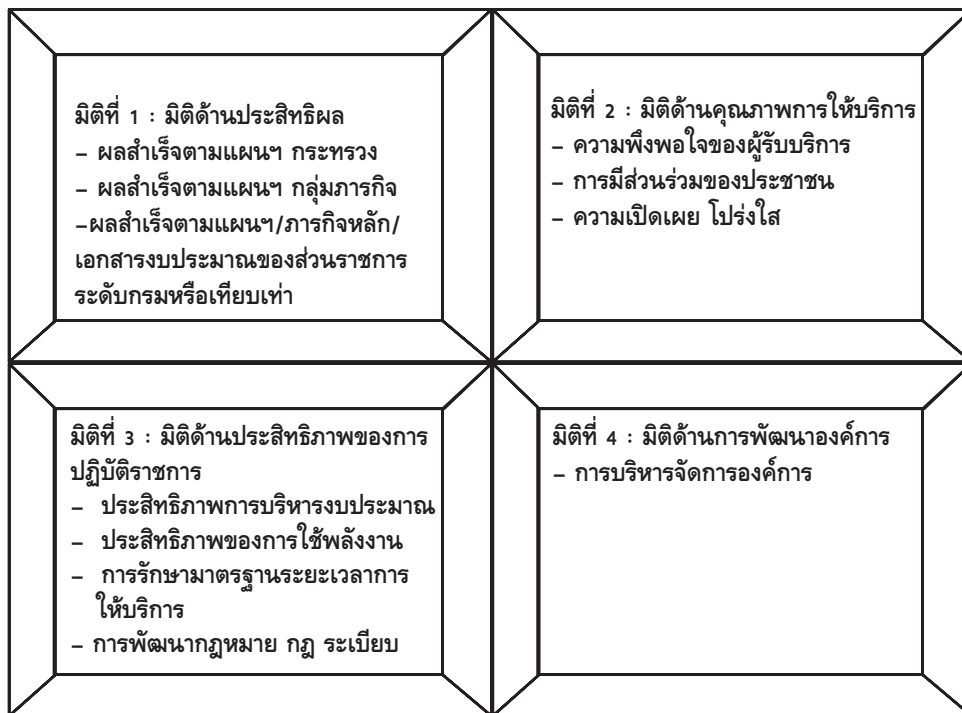 มิติที่ 1 : มิติด้านประสิทธิผล
– ผลสำเร็จตามแผนฯ กระทรวง
– ผลสำเร็จตามแผนฯ กลุ่มภารกิจ
–ผลสำเร็จตามแผนฯ/ภารกิจหลัก/
เอกสารงบประมาณของส่วนราชการ
ระดับกรมหรือเทียบเท่า
มิติที่ 2 : มิติด้านคุณภาพการให้บริการ
– ความพึงพอใจของผู้รับบริการ
– การมีส่วนร่วมของประชาชน
– ความเปิดเผย โปร่งใส
มิติที่ 3 : มิติด้านประสิทธิภาพของการ
ปฏิบัติราชการ
– ประสิทธิภาพการบริหารงบประมาณ
– ประสิทธิภาพของการใช้พลังงาน
– การรักษามาตรฐานระยะเวลาการ
ให้บริการ
– การพัฒนากฎหมาย กฎ ระเบียบ
มิติที่ 4 : มิติด้านการพัฒนาองค์การ
– การบริหารจัดการองค์การ